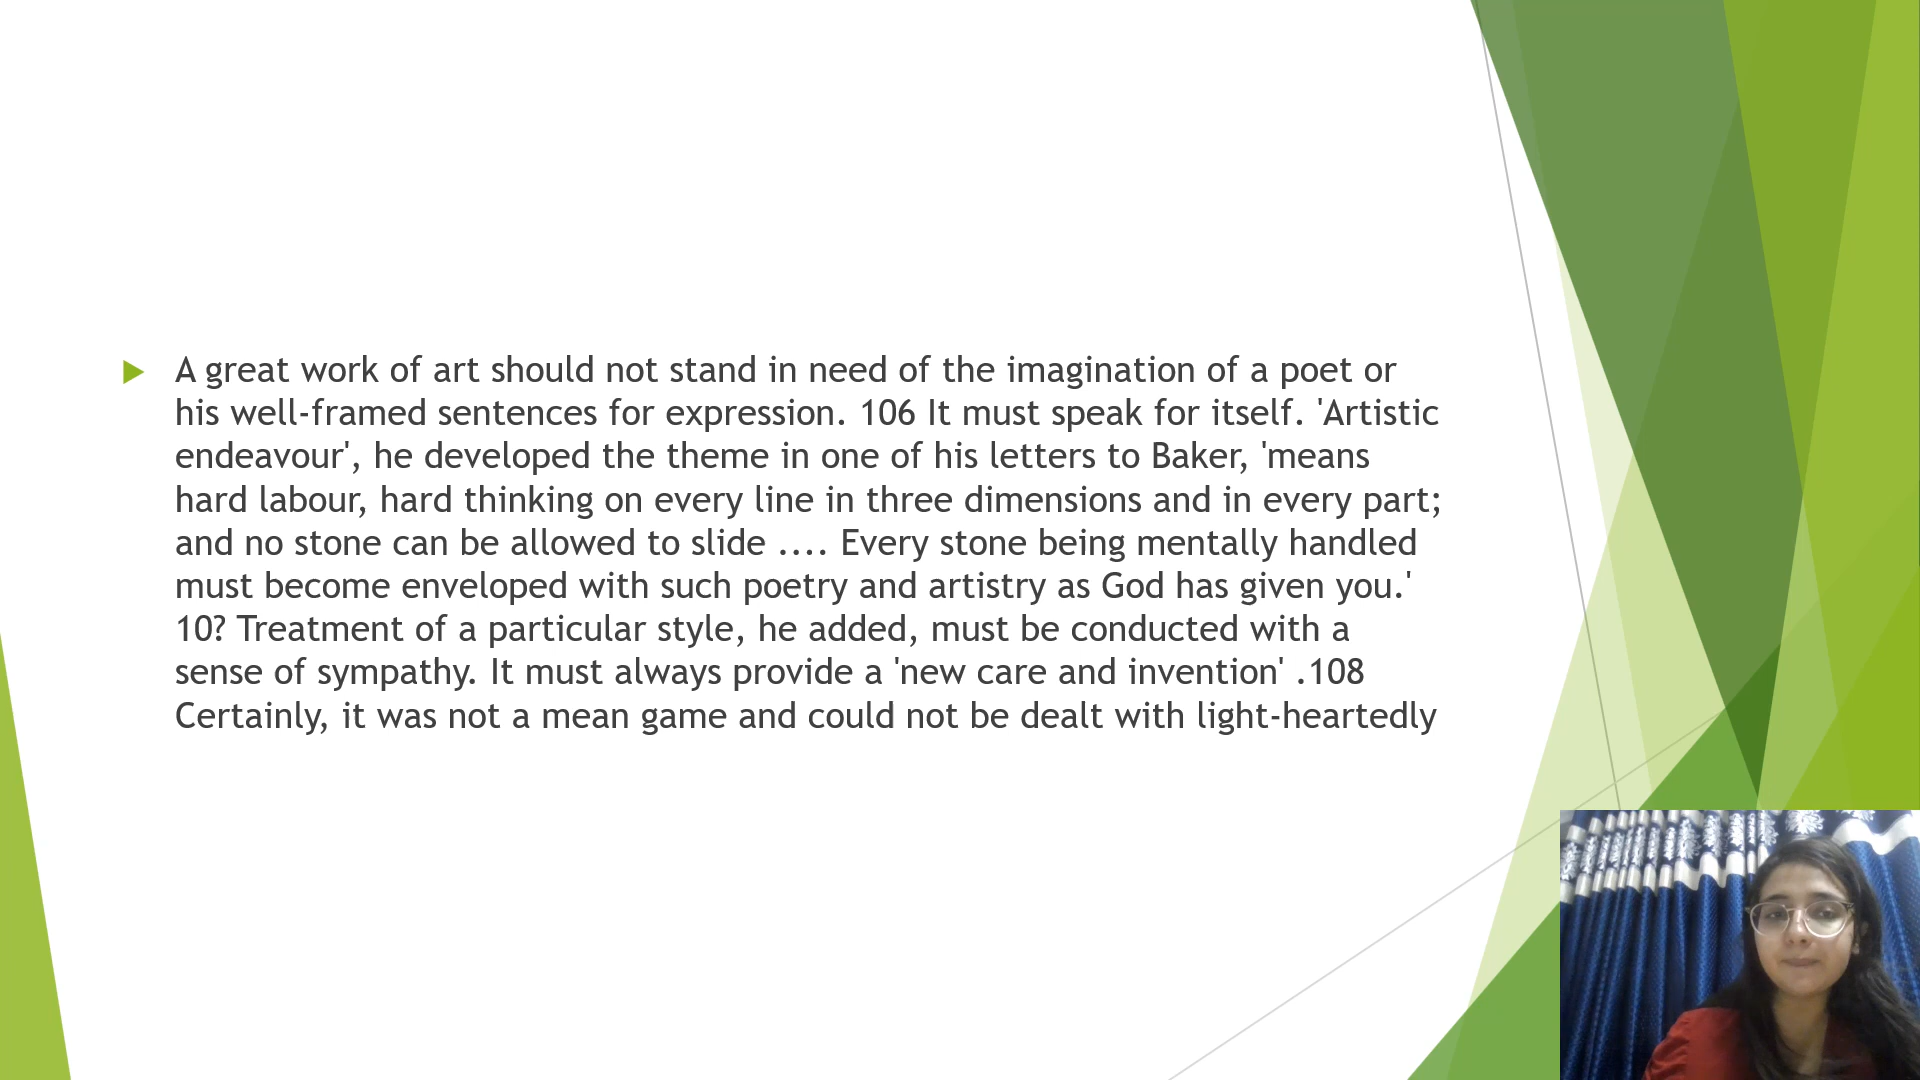 A great work of art should not stand in need of the imagination of a poet or
his well-framed sentences for expression. 106 It must speak for itself. 'Artistic
endeavour', he developed the theme in one of his letters to Baker, 'means
hard labour, hard thinking on every line in three dimensions and in every part;
and no stone can be allowed to slide .... Every stone being mentally handled
must become enveloped with such poetry and artistry as God has given you.'
10? Treatment of a particular style, he added, must be conducted with a
sense of sympathy. It must always provide a 'new care and invention' .108
Certainly, it was not a mean game and could not be dealt with light-heartedly